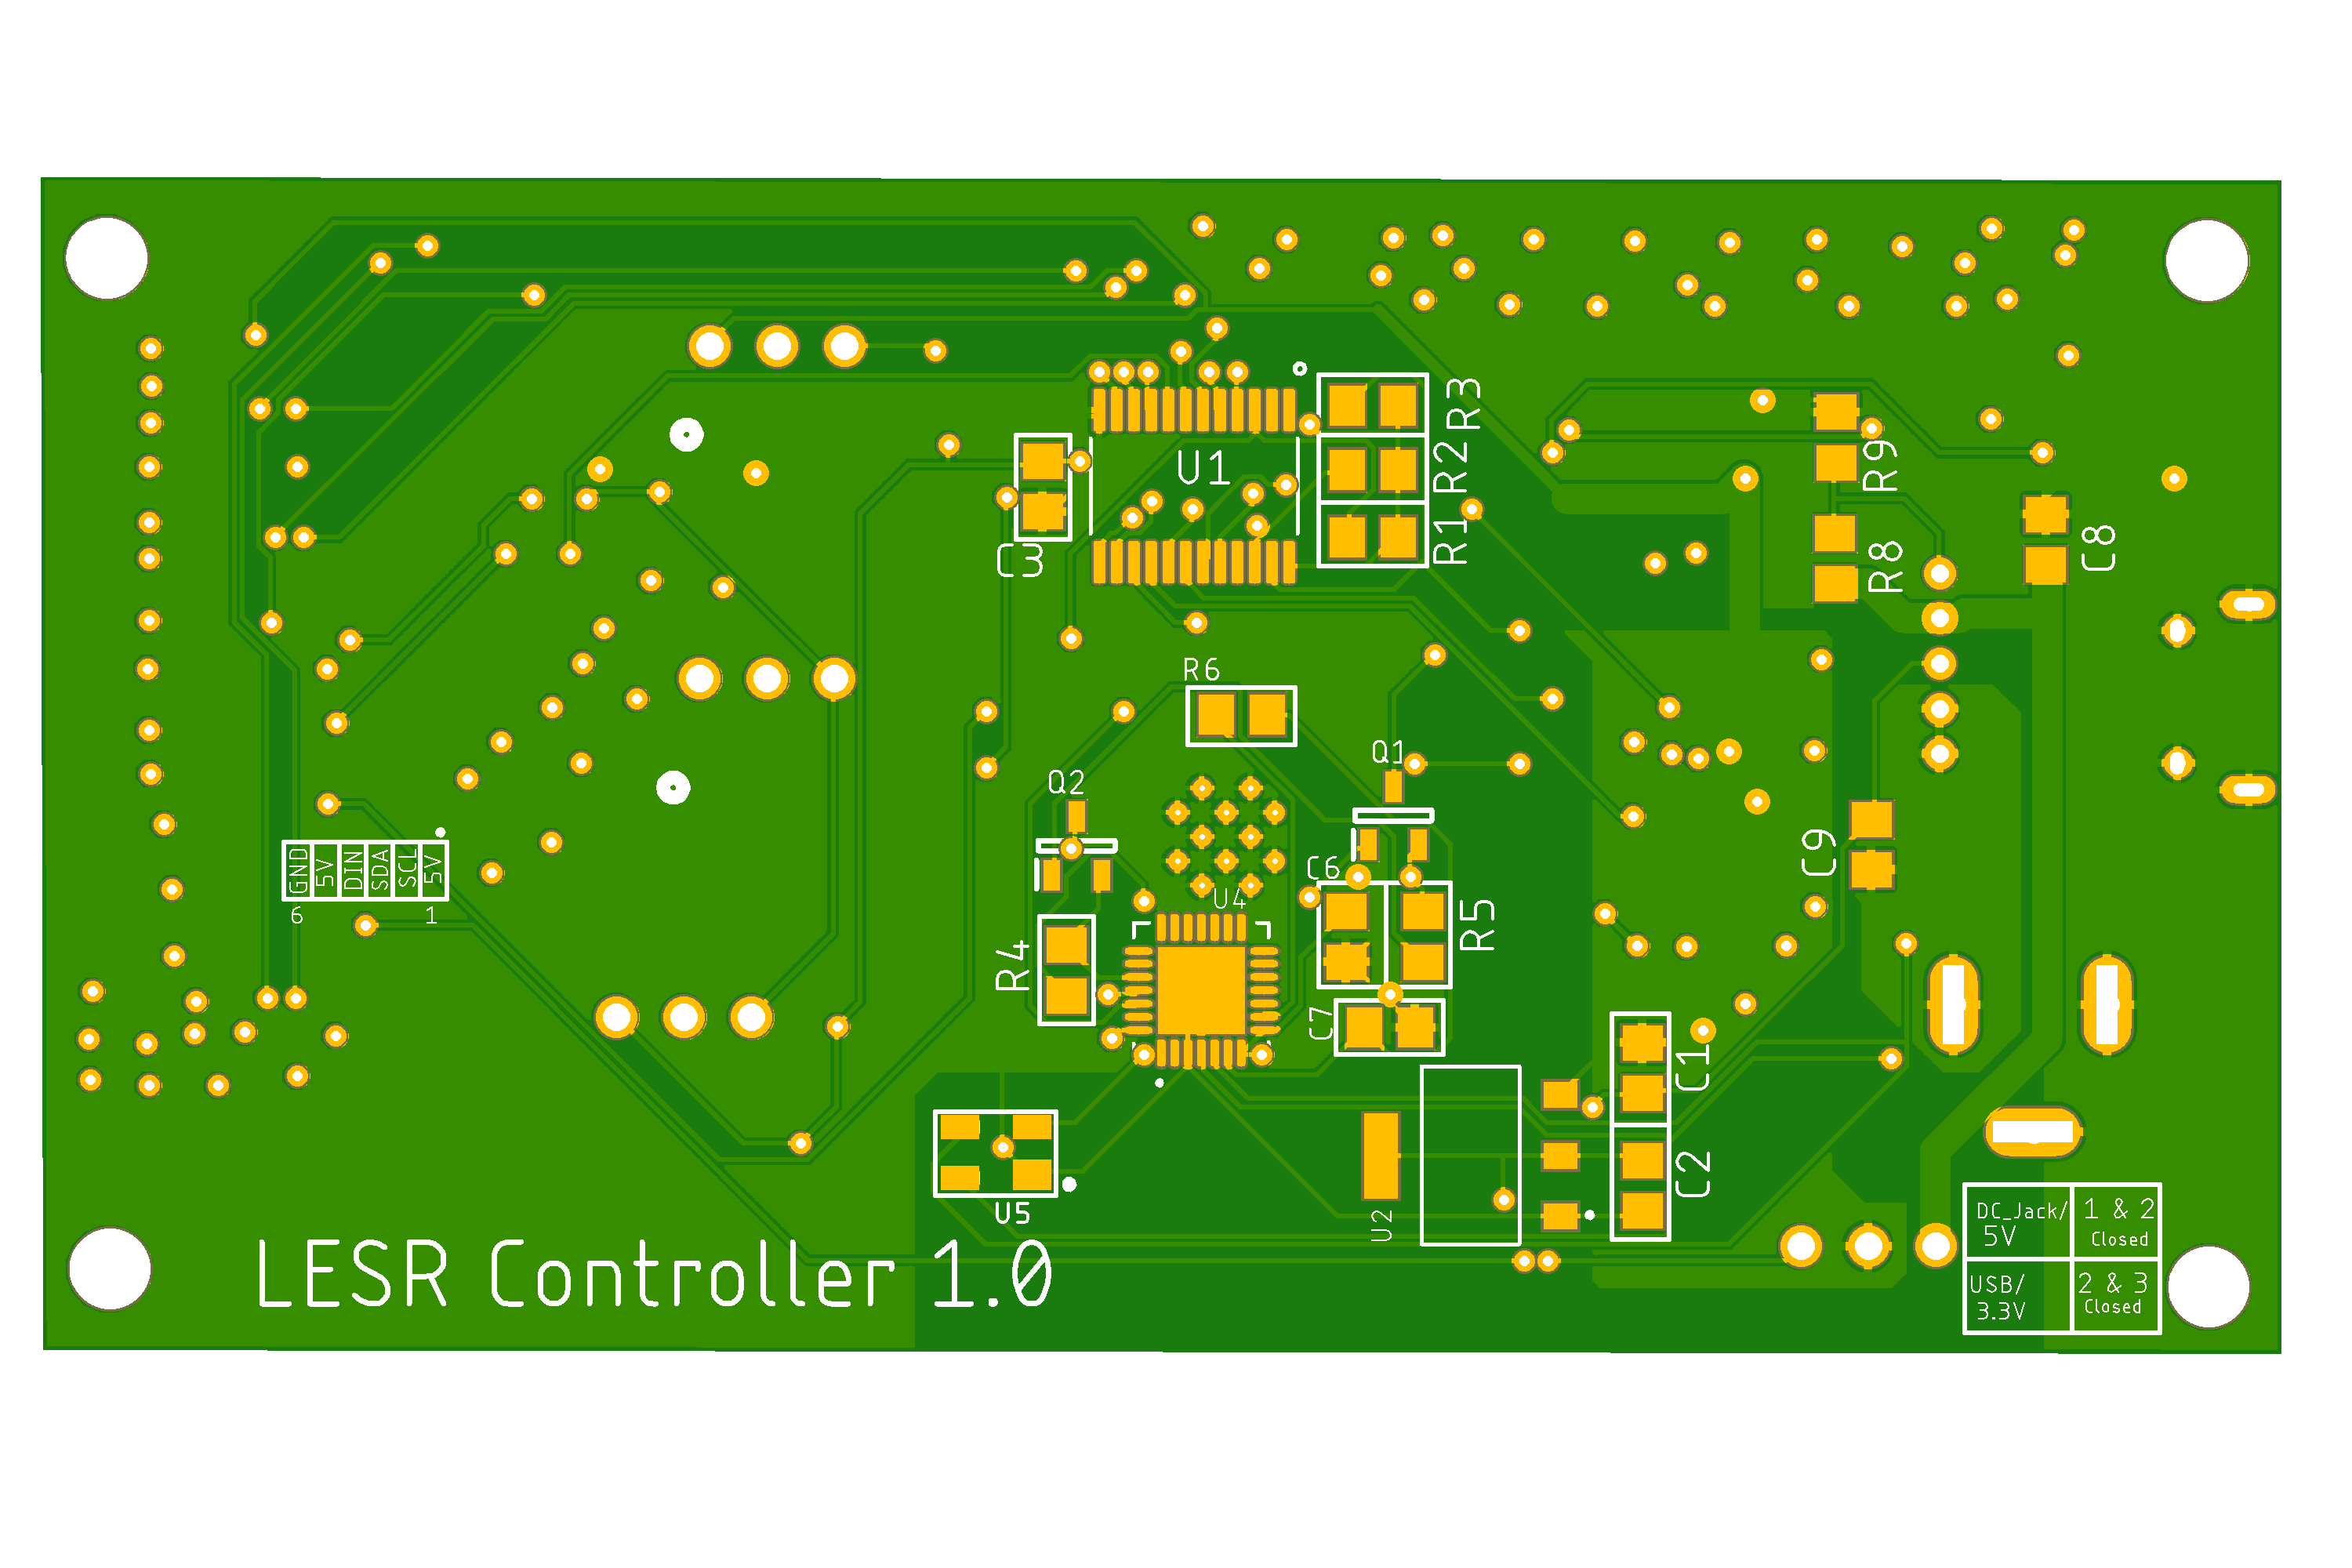 R3
U1
R2
R9
R1
C3
C8
R8
R6
Q1
Q2
C9
C6
GND
5V
DIN
SDA
SCL
5V
U4
6
1
R5
R4
C7
C1
C2
U5
U2
DC_Jack/
5V
1 & 2
Closed
LESR Controller 1.0
USB/
3.3V
2 & 3
Closed